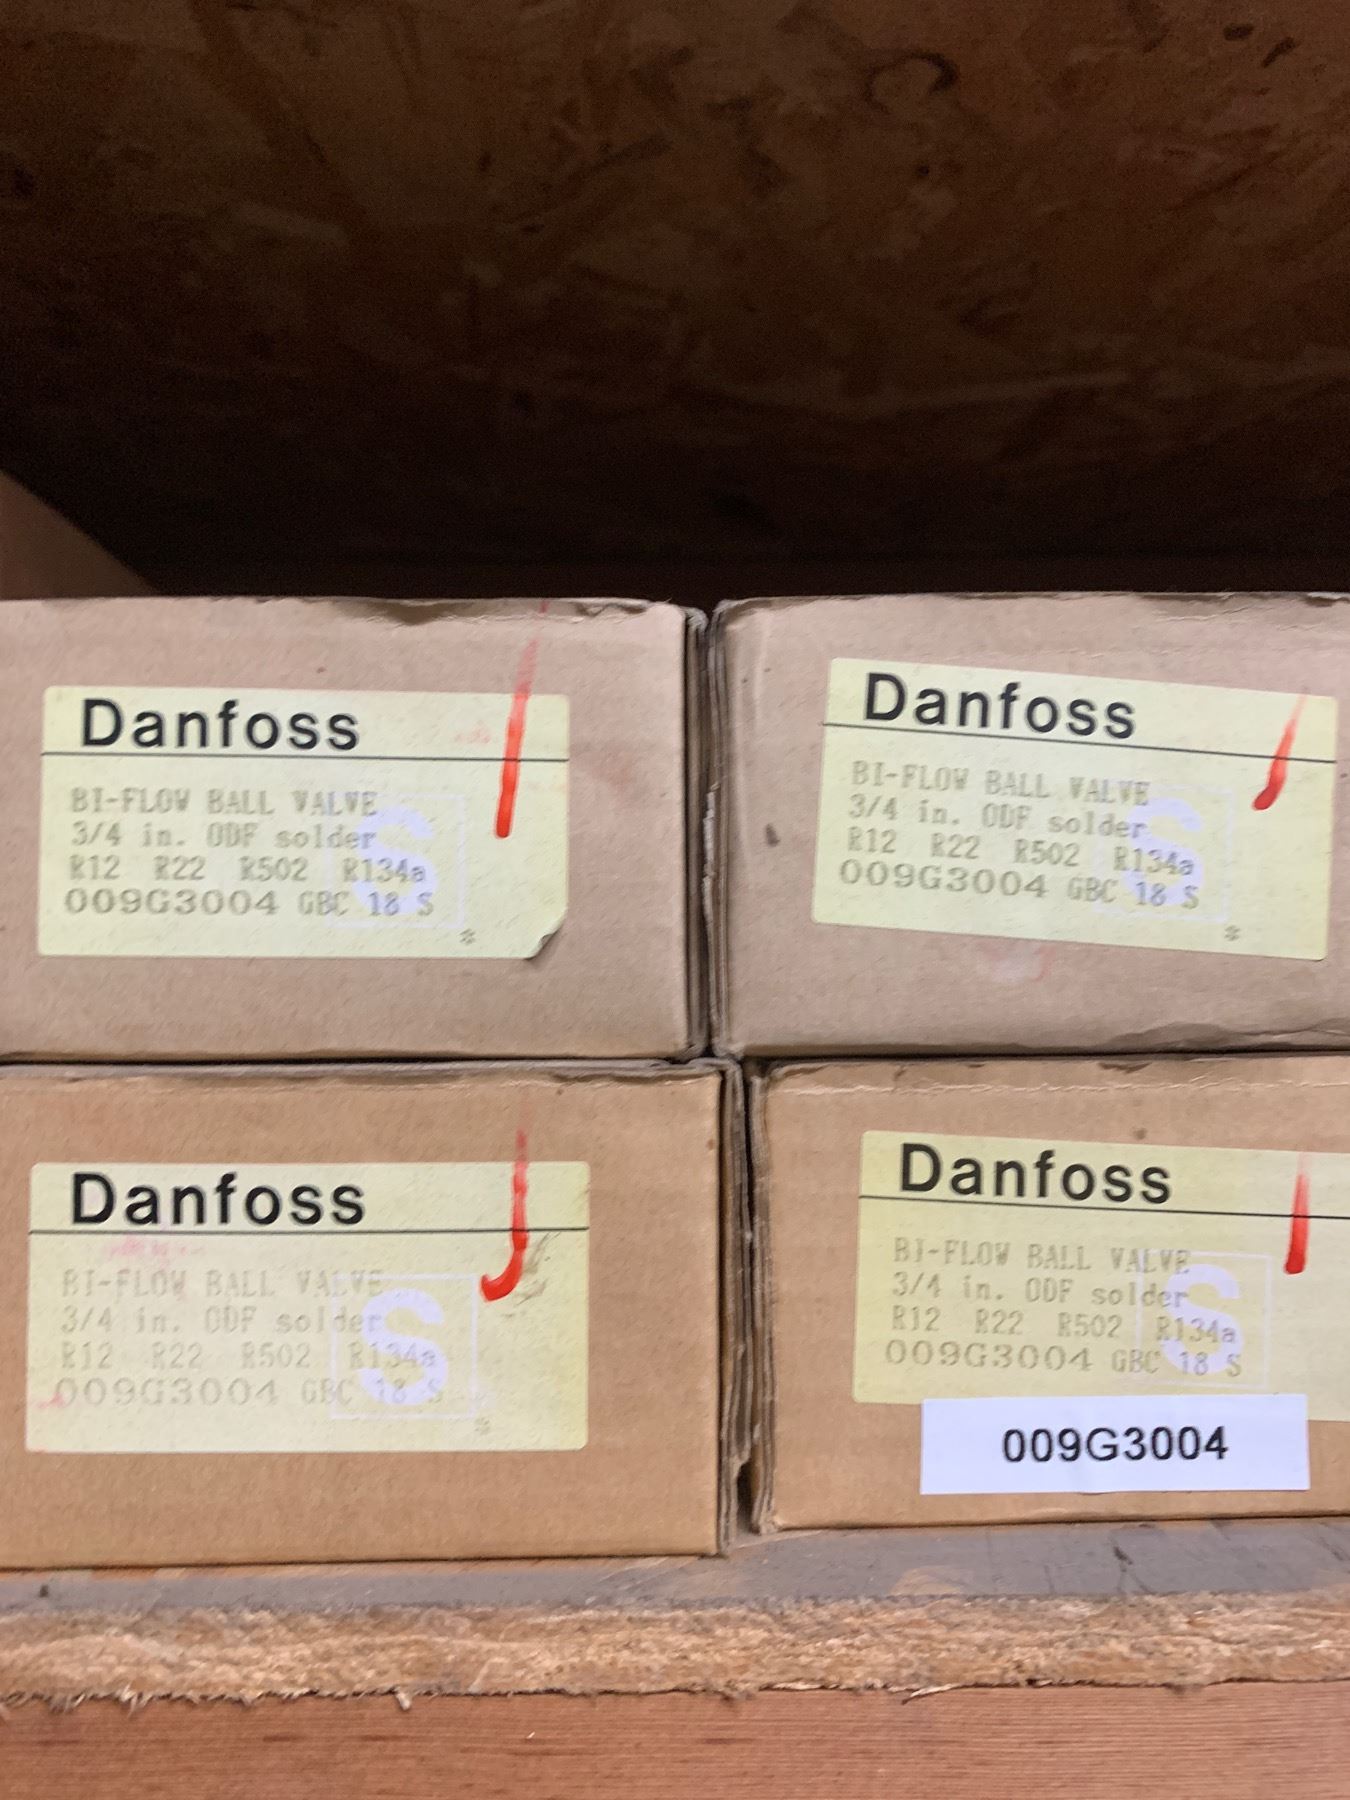 Danfoss
BI-FLOW BALL VALVE
3/4 in. ODF solder
R12 R22 R502 R134a
009G3004 GBC 18 S
*
S
Danfoss
BI-FLOW BALL VALVE
3/4 in. ODF solder
R12 R22 R502 R134a
009G3004 GBC 18 S
*
S
Danfoss
BI-FLOW BALL VALVE
3/4 in. ODF solder
R12 R22 R502 R134a
009G3004 GBC 18 S
*
S
Danfoss
BI-FLOW BALL VALVE
3/4 in. ODF solder
R12 R22 R502 R134a
009G3004 GBC 18 S
S
009G3004